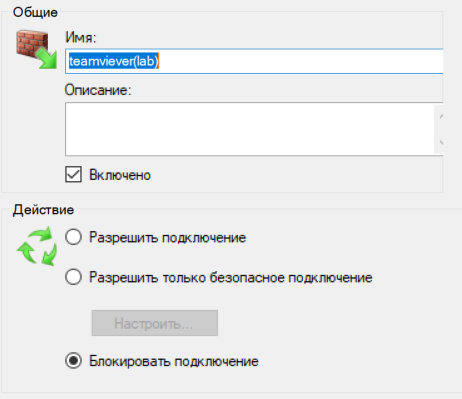 Общие
Имя:
teamviever(lab)
Описание:
Включено
Действие
Разрешить подключение
Разрешить только безопасное подключение
Настроить...
Блокировать подключение